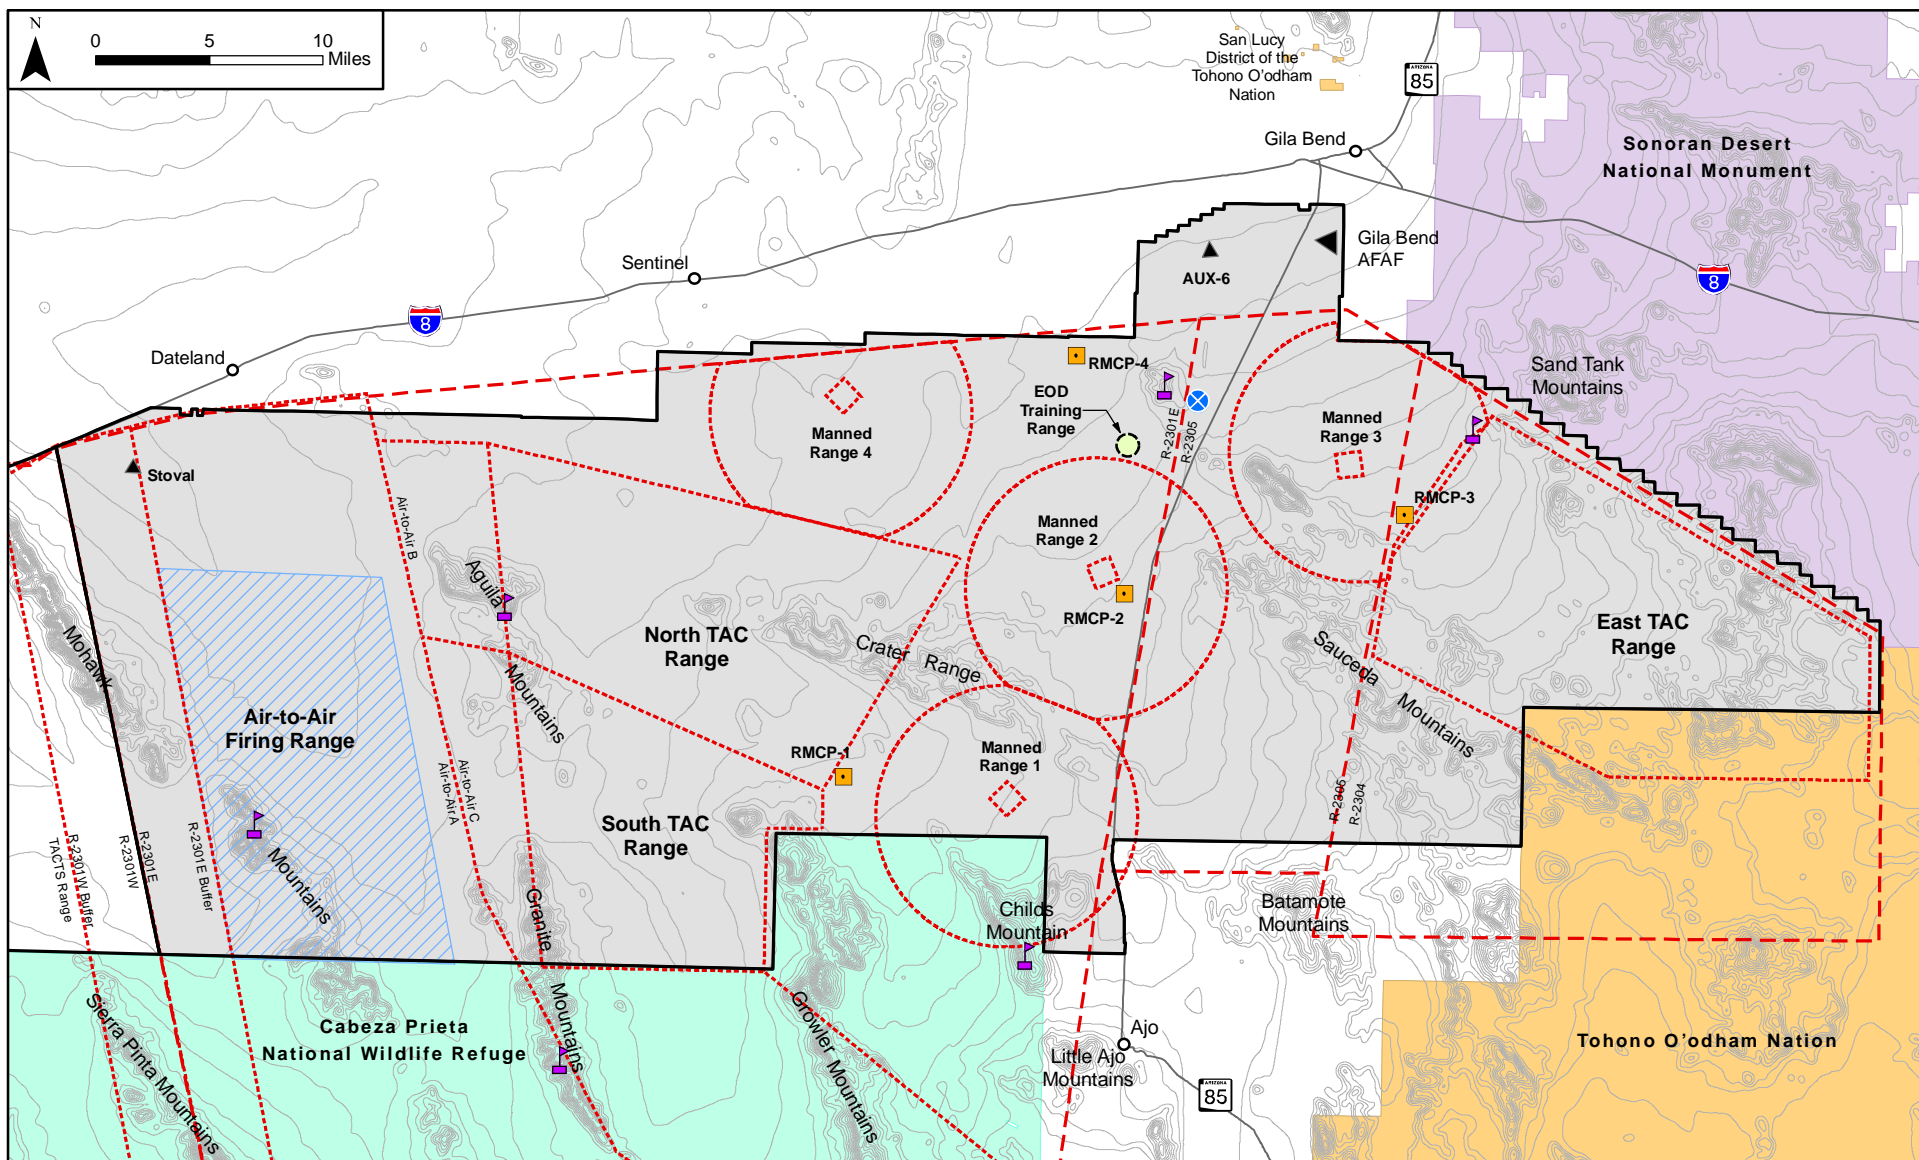 N
0 5 10
Miles
San Lucy
District of the
Tohono O'odham
Nation
ARIZONA
85
Gila Bend
Sonoran Desert
National Monument
Gila Bend
AFAF
AUX-6
Sentinel
8
8
Dateland
Sand Tank
Mountains
RMCP-4
EOD
Training
Range
R-2301E
R-2305
Manned
Range 4
Manned
Range 3
Stoval
RMCP-3
Air-to-Air B
Manned
Range 2
Aguila
Mountains
RMCP-2
North TAC
Range
Crater Range
East TAC
Range
Sauceda
Mountains
Mohawk
Mountains
Air-to-Air
Firing Range
RMCP-1
Manned
Range 1
Air-to-Air C
Air-to-Air A
R-2305
R-2304
South TAC
Range
R-2301W Buffer
TACTS Range
R-2301E
R-2301W
R-2301E Buffer
Granite
Mountains
Childs
Mountain
Batamote
Mountains
Sierra Pinta Mountains
Cabeza Prieta
National Wildlife Refuge
Growler Mountains
Ajo
Little Ajo
Mountains
ARIZONA
85
Tohono O'odham Nation